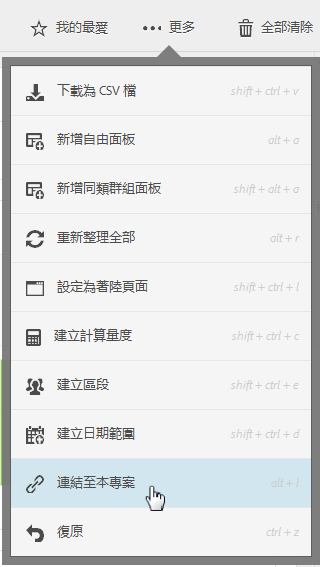 我的最愛 更多 全部清除
下載為 CSV 檔 shift + ctrl + v
新增自由面板 alt + a
新增同類群組面板 shift + alt + a
重新整理全部 alt + r
設定為著陸頁面 shift + ctrl + l
建立計算量度 shift + ctrl + c
建立區段 shift + ctrl + e
建立日期範圍 shift + ctrl + d
連結至本專案 alt + l
復原 ctrl + z